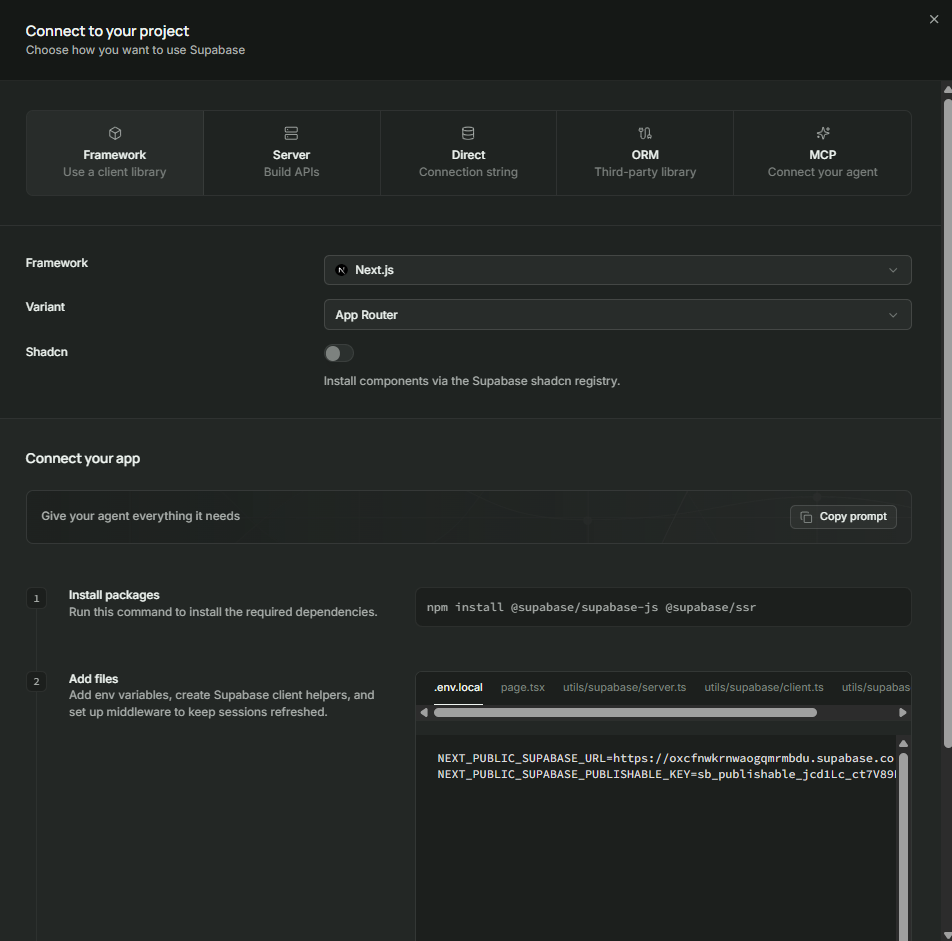 Connect to your project
Choose how you want to use Supabase
Framework
Use a client library
Server
Build APIs
Direct
Connection string
ORM
Third-party library
MCP
Connect your agent
Framework
Next.js
Variant
App Router
Shadcn
Install components via the Supabase shadcn registry.
Connect your app
Give your agent everything it needs
Copy prompt
1
Install packages
Run this command to install the required dependencies.
npm install @supabase/supabase-js @supabase/ssr
2
Add files
Add env variables, create Supabase client helpers, and
set up middleware to keep sessions refreshed.
.env.local page.tsx utils/supabase/server.ts utils/supabase/client.ts utils/supabas
NEXT_PUBLIC_SUPABASE_URL=https://oxcfnwkrnwaogqmrmbdu.supabase.co
NEXT_PUBLIC_SUPABASE_PUBLISHABLE_KEY=sb_publishable_jcd1Lc_ct7V89